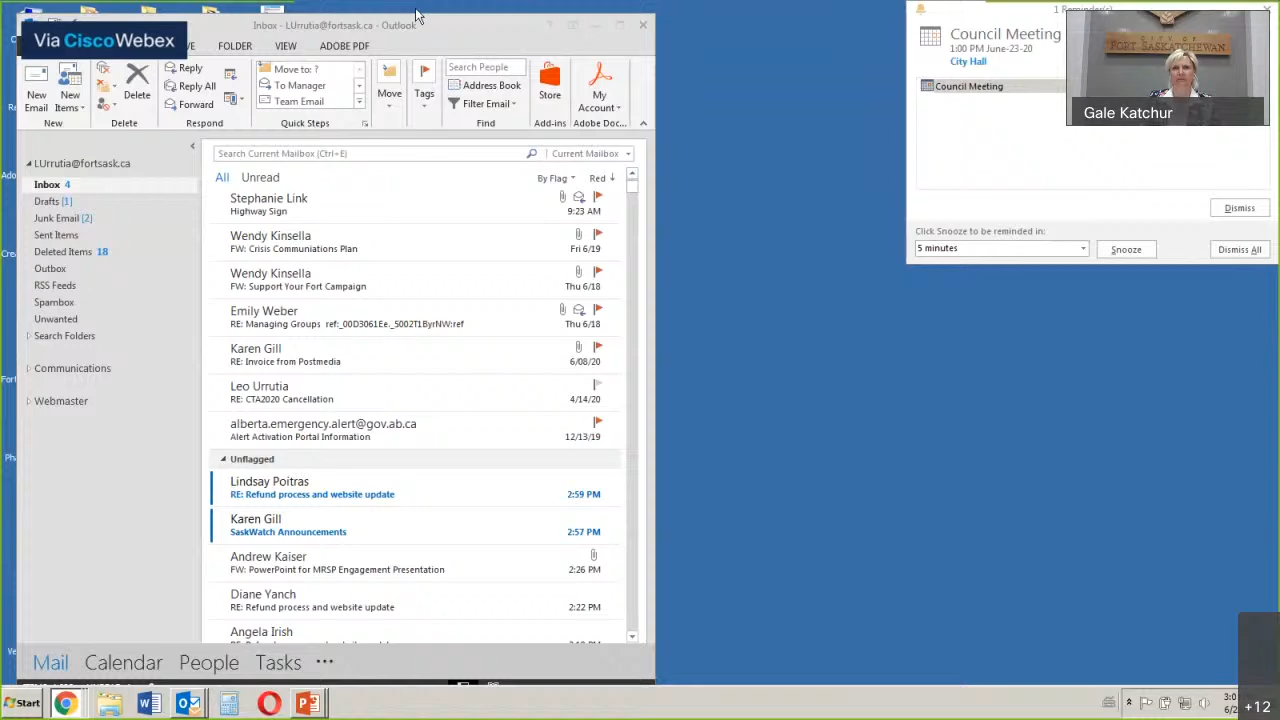 Inbox - LUrrutia@fortsask.ca - Outlook
Via CiscoWebex
FOLDER VIEW ADOBE PDF
New Email
New Items
Delete
Reply
Reply All
Forward
Move to: ?
To Manager
Team Email
Move
Tags
Search People
Address Book
Filter Email
Store
My Account
New Delete Respond Quick Steps Find Add-ins Adobe Doc...
LUrrutia@fortsask.ca
Inbox 4
Drafts [1]
Junk Email [2]
Sent Items
Deleted Items 18
Outbox
RSS Feeds
Spambox
Unwanted
Search Folders
Communications
Webmaster
Search Current Mailbox (Ctrl+E) Current Mailbox
All Unread By Flag Red
Stephanie Link
Highway Sign 9:23 AM
Wendy Kinsella
FW: Crisis Communiations Plan Fri 6/19
Wendy Kinsella
FW: Support Your Fort Campaign Thu 6/18
Emily Weber
RE: Managing Groups ref:_00D3061Ee._5002T1ByrNW:ref Thu 6/18
Karen Gill
RE: Invoice from Postmedia 6/08/20
Leo Urrutia
RE: CTA2020 Cancellation 4/14/20
alberta.emergency.alert@gov.ab.ca
Alert Activation Portal Information 12/13/19
Unflagged
Lindsay Poitras
RE: Refund process and website update 2:59 PM
Karen Gill
SaskWatch Announcements 2:57 PM
Andrew Kaiser
FW: PowerPoint for MRSP Engagement Presentation 2:26 PM
Diane Yanch
RE: Refund process and website update 2:22 PM
Angela Irish
Mail Calendar People Tasks ...
Start
1 Reminder(s)
Council Meeting
1:00 PM June-23-20
City Hall
Council Meeting
Dismiss
Click Snooze to be reminded in:
5 minutes Snooze Dismiss All
CITY OF
FORT SASKATCHEWAN
Gale Katchur
+12